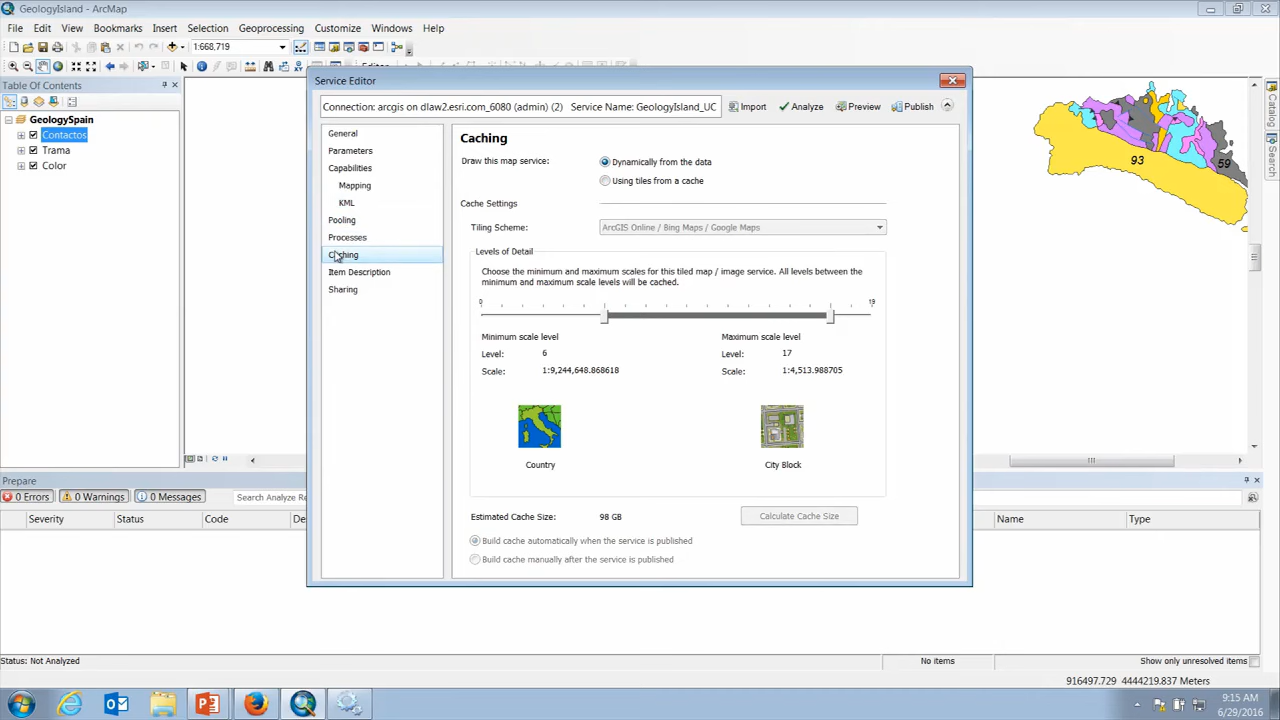 GeologyIsland - ArcMap
File Edit View Bookmarks Insert Selection Geoprocessing Customize Windows Help
1:668,719
Table Of Contents
GeologySpain
Contactos
Trama
Color
Service Editor
Connection: arcgis on dlaw2.esri.com_6080 (admin) (2) Service Name: GeologyIsland_UC
Import Analyze Preview Publish
General
Parameters
Capabilities
Mapping
KML
Pooling
Processes
Caching
Item Description
Sharing
Caching
Draw this map service:
Dynamically from the data
Using tiles from a cache
Cache Settings
Tiling Scheme:
ArcGIS Online / Bing Maps / Google Maps
Levels of Detail
Choose the minimum and maximum scales for this tiled map / image service. All levels between the
minimum and maximum scale levels will be cached.
0 19
Minimum scale level
Level: 6
Scale: 1:9,244,648.868618
Country
Maximum scale level
Level: 17
Scale: 1:4,513.988705
City Block
Estimated Cache Size: 98 GB
Calculate Cache Size
Build cache automatically when the service is published
Build cache manually after the service is published
93
59
Catalog
Search
Prepare
0 Errors 0 Warnings 0 Messages Search Analyze Re
Severity Status Code De Name Type
Status: Not Analyzed No items Show only unresolved items
916497.729 4444219.837 Meters
9:15 AM
6/29/2016